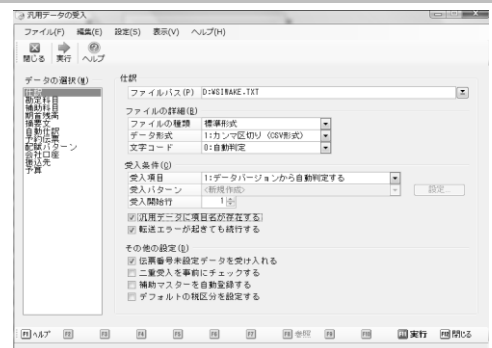 汎用データの受入
ファイル(F) 編集(E) 設定(S) 表示(V) ヘルプ(H)
閉じる 実行 ヘルプ
データの選択(M)
仕訳
勘定科目
補助科目
期首残高
摘要文
自動仕訳
予約伝票
配賦パターン
会社口座
振込先
予算
仕訳
ファイルパス(P) D:¥SIWAKE.TXT
ファイルの詳細(B)
ファイルの種類 標準形式
データ形式 1:カンマ区切り (CSV形式)
文字コード 0:自動判定
受入条件(C)
受入項目 1:データバージョンから自動判定する
受入パターン <新規作成> 設定...
受入開始行 1
汎用データに項目名が存在する
転送エラーが起きても続行する
その他の設定(D)
伝票番号未設定データを受け入れる
二重受入を事前にチェックする
補助マスターを自動登録する
デフォルトの税区分を設定する
F1 ヘルプ F2 F3 F4 F5 F6 F7 F8 参照 F9 F10 F11 実行 F12 閉じる